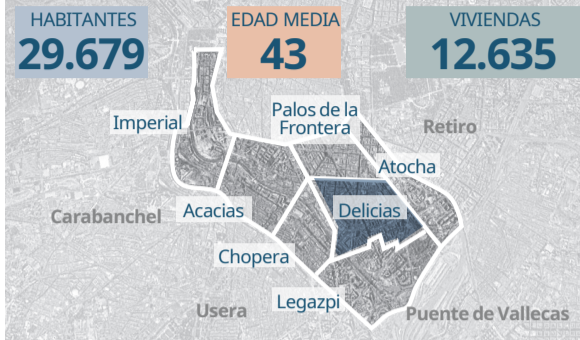 HABITANTES
29.679
EDAD MEDIA
43
VIVIENDAS
12.635
Imperial
Palos de la
Frontera
Retiro
Atocha
Carabanchel
Acacias
Delicias
Chopera
Legazpi
Usera
Puente de Vallecas